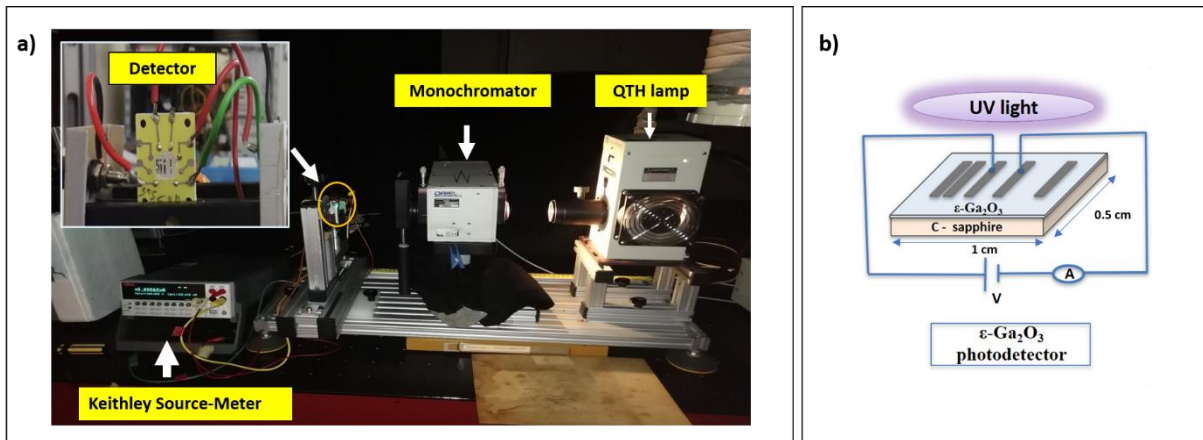 a)
Detector
Monochromator
QTH lamp
Keithley Source-Meter
b)
UV light
ε-Ga₂O₃
C - sapphire
0.5 cm
1 cm
V
A
ε-Ga₂O₃
photodetector